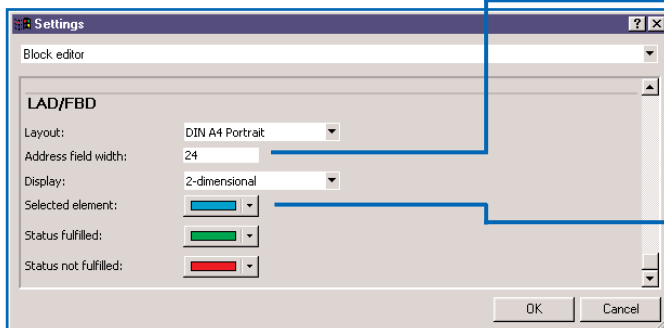 Settings
Block editor
LAD/FBD
Layout: DIN A4 Portrait
Address field width: 24
Display: 2-dimensional
Selected element:
Status fulfilled:
Status not fulfilled:
OK Cancel